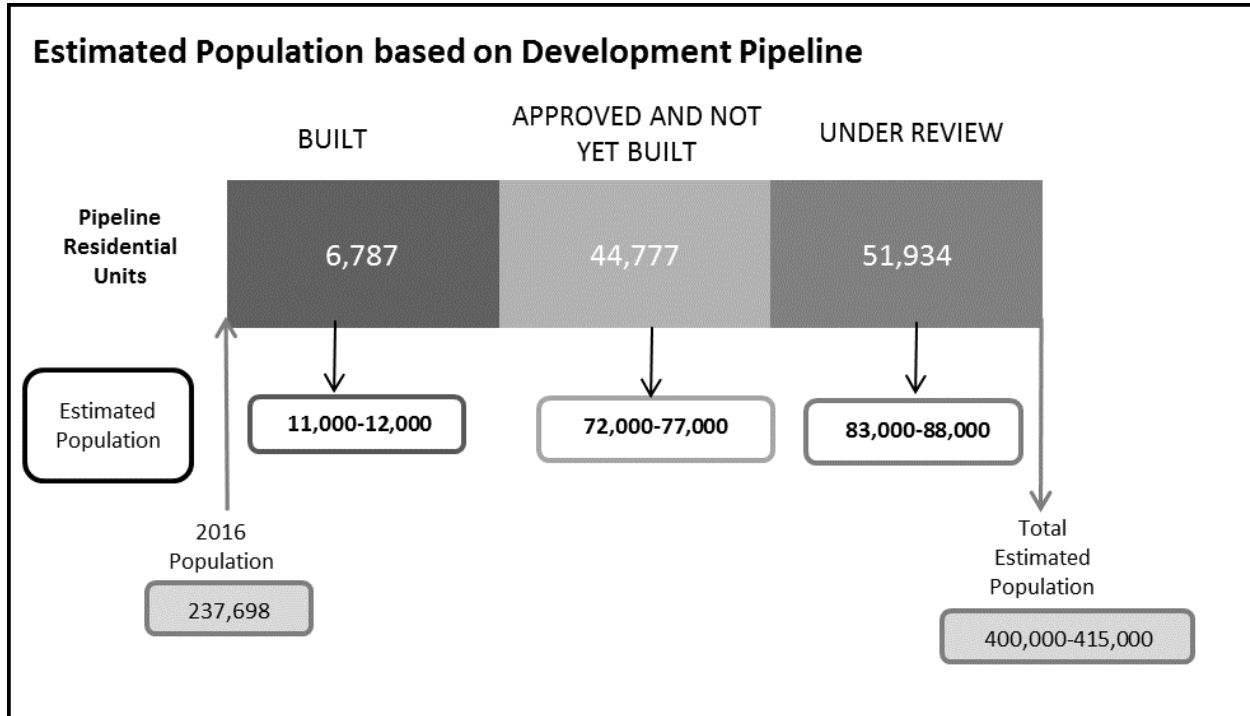 Estimated Population based on Development Pipeline
BUILT
APPROVED AND NOT
YET BUILT
UNDER REVIEW
Pipeline
Residential
Units
6,787
44,777
51,934
Estimated
Population
11,000-12,000
72,000-77,000
83,000-88,000
2016
Population
237,698
Total
Estimated
Population
400,000-415,000